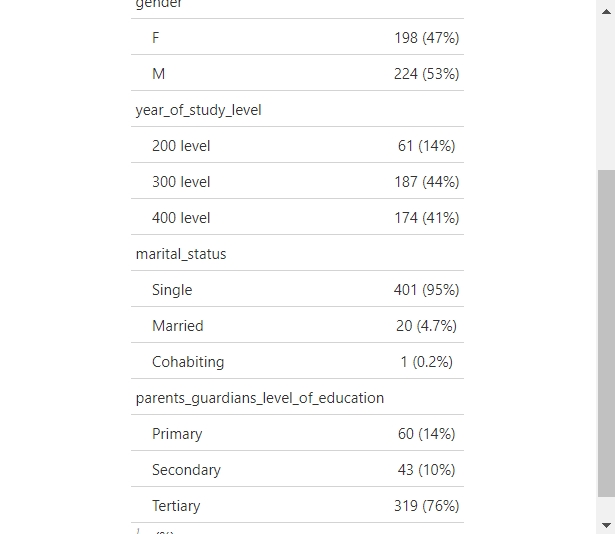 gender
F 198 (47%)
M 224 (53%)
year_of_study_level
200 level 61 (14%)
300 level 187 (44%)
400 level 174 (41%)
marital_status
Single 401 (95%)
Married 20 (4.7%)
Cohabiting 1 (0.2%)
parents_guardians_level_of_education
Primary 60 (14%)
Secondary 43 (10%)
Tertiary 319 (76%)